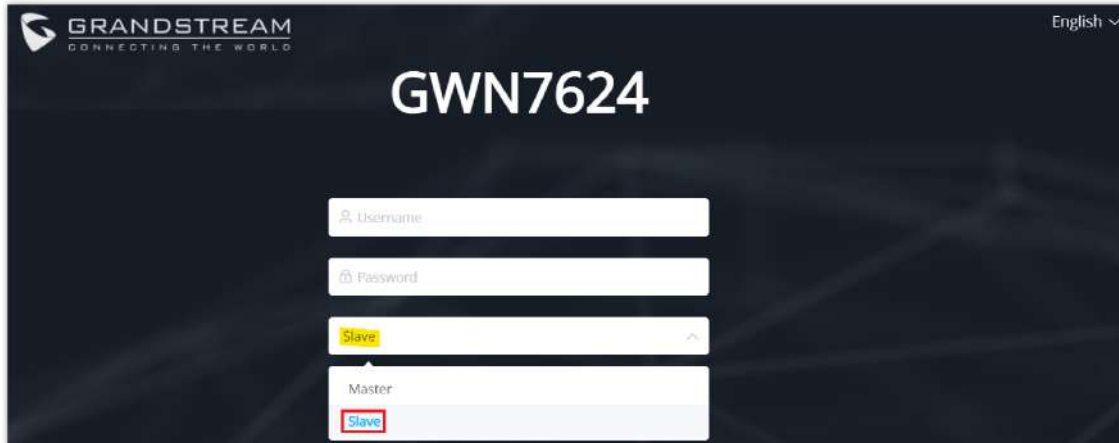 GRANDSTREAM
CONNECTING THE WORLD
English
GWN7624
Username
Password
Slave
Master
Slave